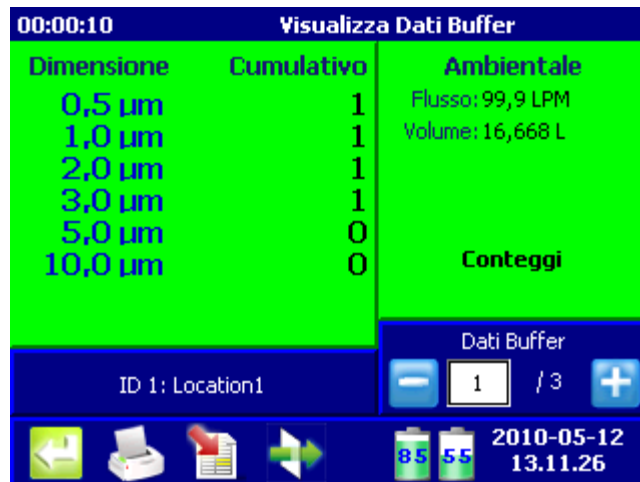 00:00:10 Visualizza Dati Buffer
Dimensione Cumulativo
0,5 µm 1
1,0 µm 1
2,0 µm 1
3,0 µm 1
5,0 µm 0
10,0 µm 0
Ambientale
Flusso: 99,9 LPM
Volume: 16,668 L
Conteggi
ID 1: Location1
Dati Buffer
1 / 3
85 55
2010-05-12
13.11.26